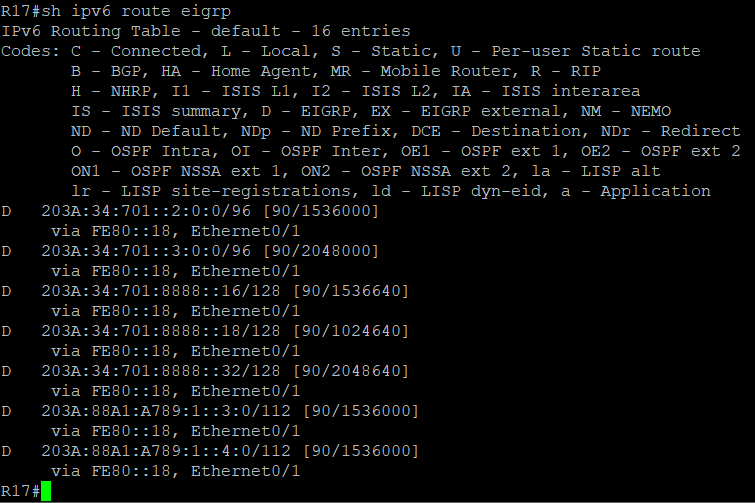 R17#sh ipv6 route eigrp
IPv6 Routing Table - default - 16 entries
Codes: C - Connected, L - Local, S - Static, U - Per-user Static route
       B - BGP, HA - Home Agent, MR - Mobile Router, R - RIP
       H - NHRP, I1 - ISIS L1, I2 - ISIS L2, IA - ISIS interarea
       IS - ISIS summary, D - EIGRP, EX - EIGRP external, NM - NEMO
       ND - ND Default, NDp - ND Prefix, DCE - Destination, NDr - Redirect
       O - OSPF Intra, OI - OSPF Inter, OE1 - OSPF ext 1, OE2 - OSPF ext 2
       ON1 - OSPF NSSA ext 1, ON2 - OSPF NSSA ext 2, la - LISP alt
       lr - LISP site-registrations, ld - LISP dyn-eid, a - Application
D   203A:34:701::2:0:0/96 [90/1536000]
     via FE80::18, Ethernet0/1
D   203A:34:701::3:0:0/96 [90/2048000]
     via FE80::18, Ethernet0/1
D   203A:34:701:8888::16/128 [90/1536640]
     via FE80::18, Ethernet0/1
D   203A:34:701:8888::18/128 [90/1024640]
     via FE80::18, Ethernet0/1
D   203A:34:701:8888::32/128 [90/2048640]
     via FE80::18, Ethernet0/1
D   203A:88A1:A789:1::3:0/112 [90/1536000]
     via FE80::18, Ethernet0/1
D   203A:88A1:A789:1::4:0/112 [90/1536000]
     via FE80::18, Ethernet0/1
R17#